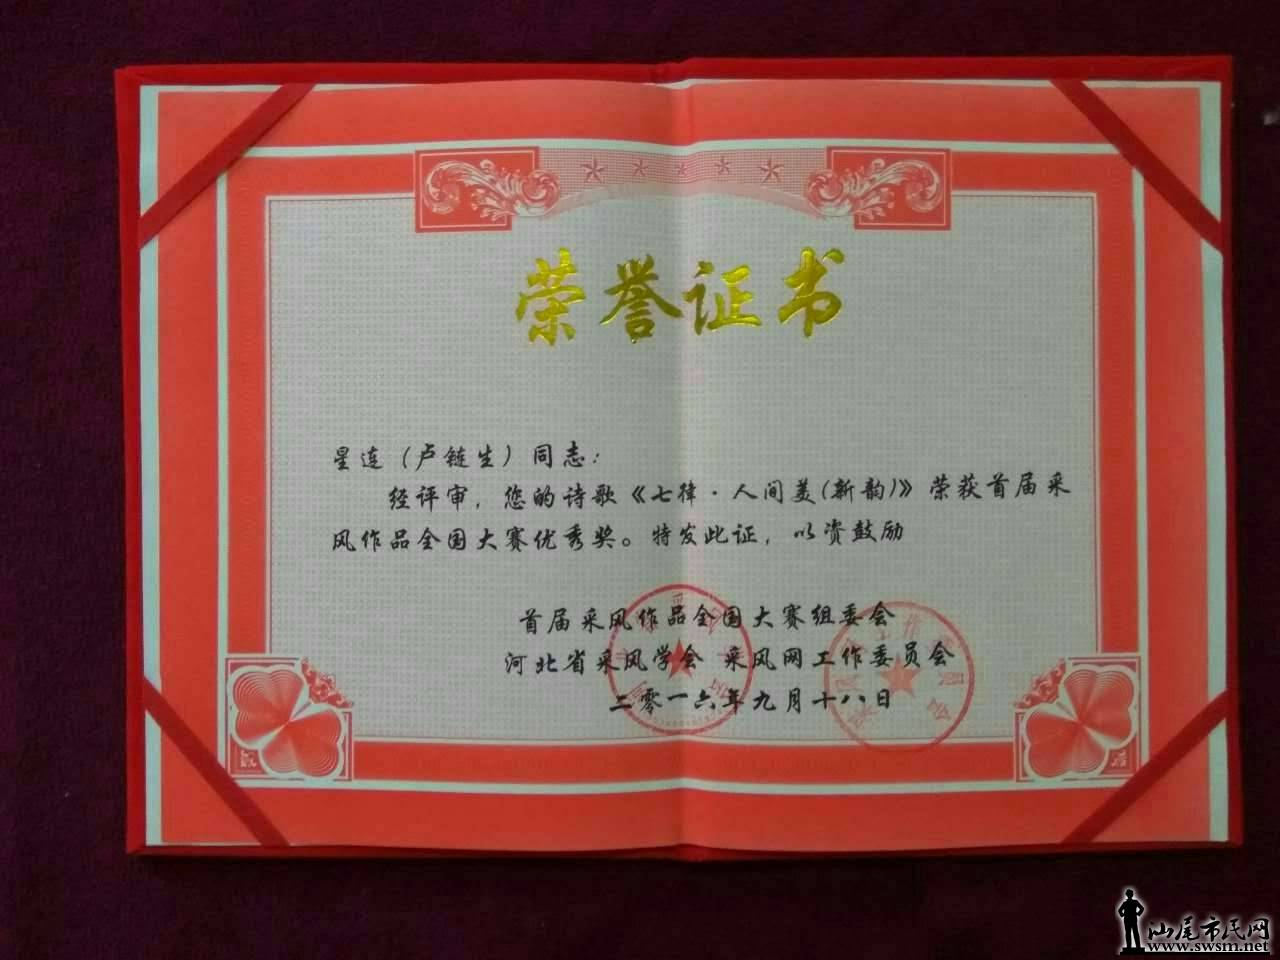 荣誉证书
星连（卢链生）同志：
经评审，您的诗歌《七律·人间美(新韵)》荣获首届采
风作品全国大赛优秀奖。特发此证，以资鼓励
首届采风作品全国大赛组委会
河北省采风学会 采风网工作委员会
二零一六年九月十八日
汕尾市民网
www.swsm.net